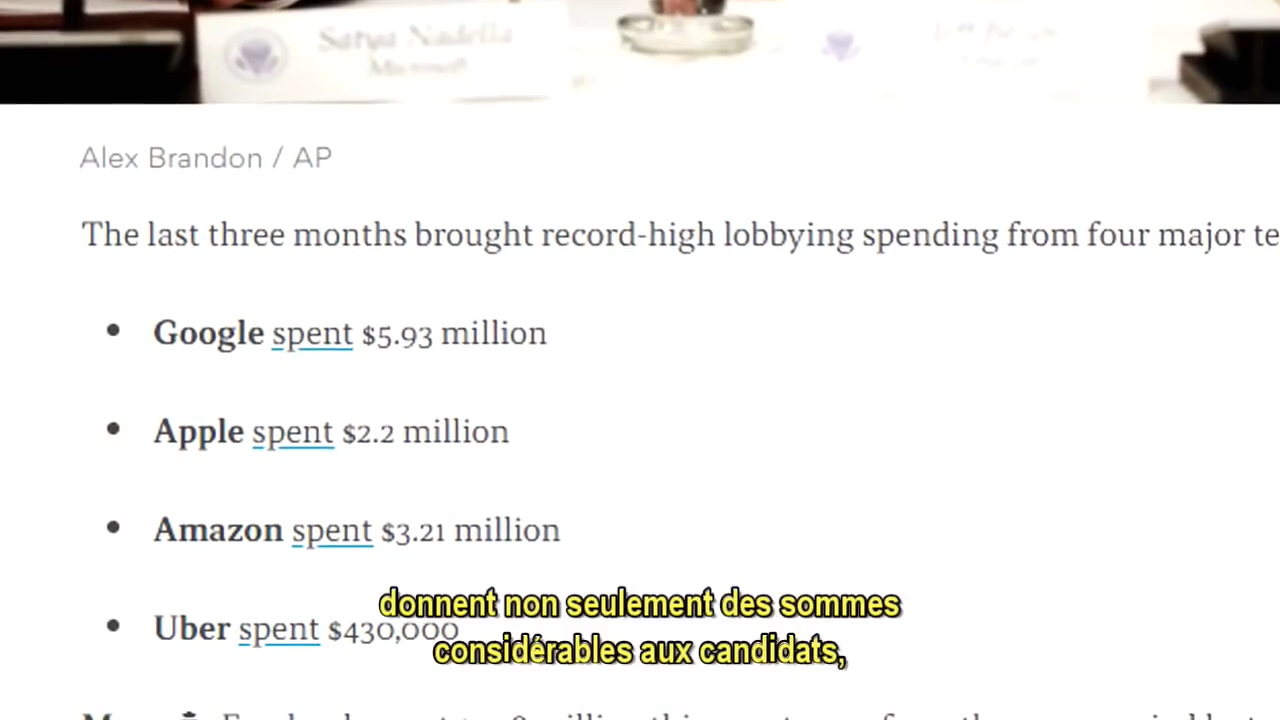 Satya Nadella
Microsoft
Alex Brandon / AP
The last three months brought record-high lobbying spending from four major te
Google spent $5.93 million
Apple spent $2.2 million
Amazon spent $3.21 million
Uber spent $430,000
donnent non seulement des sommes
considérables aux candidats,